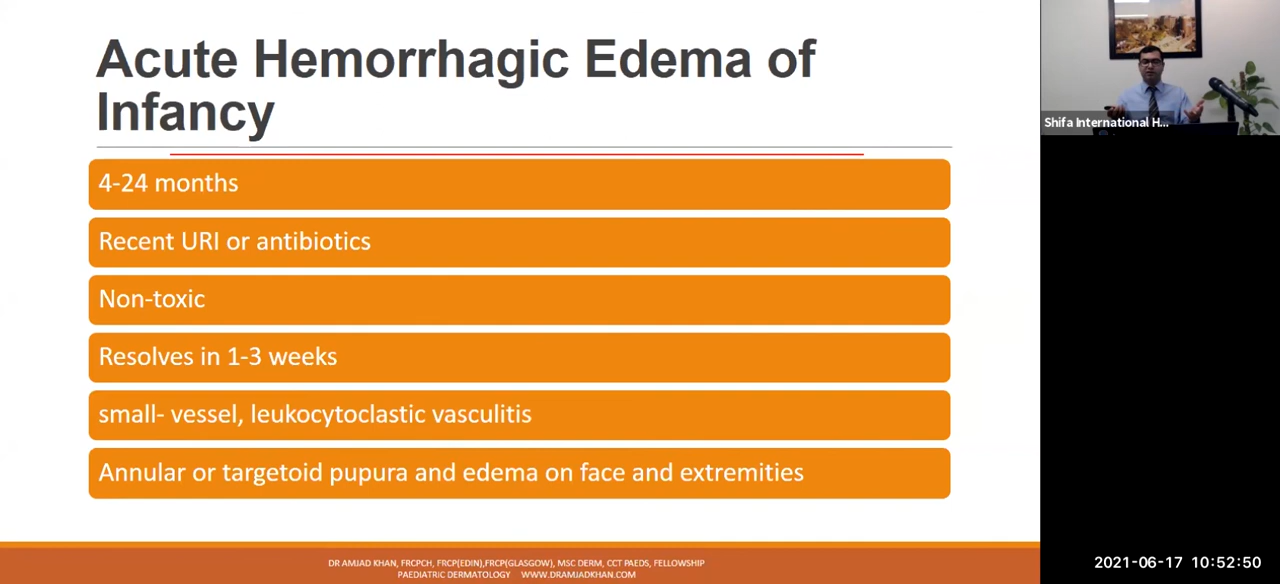 Acute Hemorrhagic Edema of
Infancy
4-24 months
Recent URI or antibiotics
Non-toxic
Resolves in 1-3 weeks
small- vessel, leukocytoclastic vasculitis
Annular or targetoid pupura and edema on face and extremities
DR AMJAD KHAN, FRCPCH, FRCP(EDIN),FRCP(GLASGOW), MSC DERM, CCT PAEDS, FELLOWSHIP
PAEDIATRIC DERMATOLOGY WWW.DRAMJADKHAN.COM
Shifa International H...
2021-06-17 10:52:50